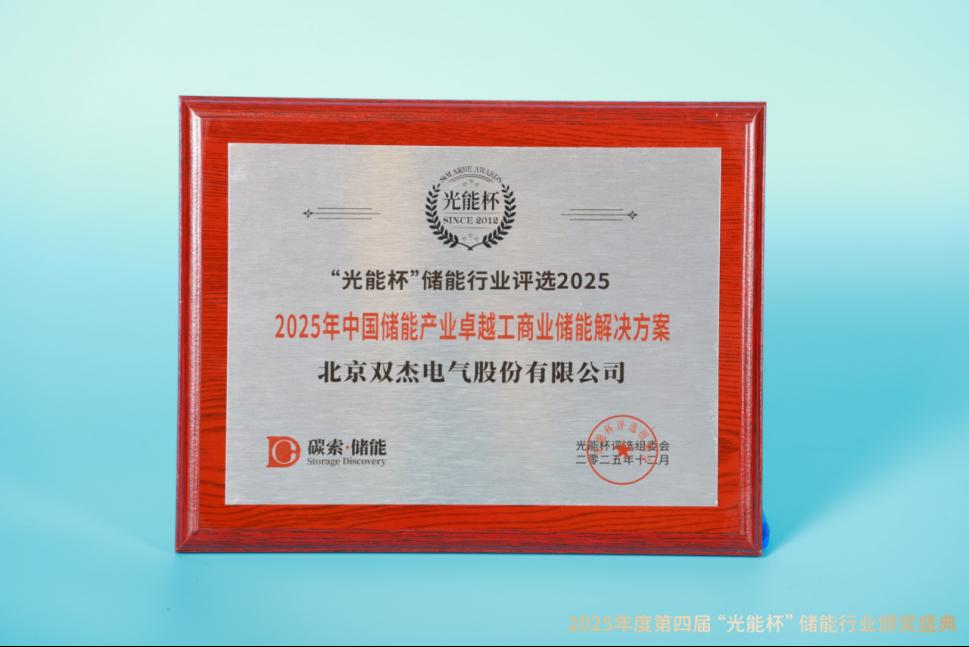 SOLARBE AWARDS
光能杯
SINCE 2012
“光能杯”储能行业评选2025
2025年中国储能产业卓越工商业储能解决方案
北京双杰电气股份有限公司
碳索·储能
Storage Discovery
光能杯评选组委会
二零二五年十二月
2025年度第四届“光能杯”储能行业颁奖盛典